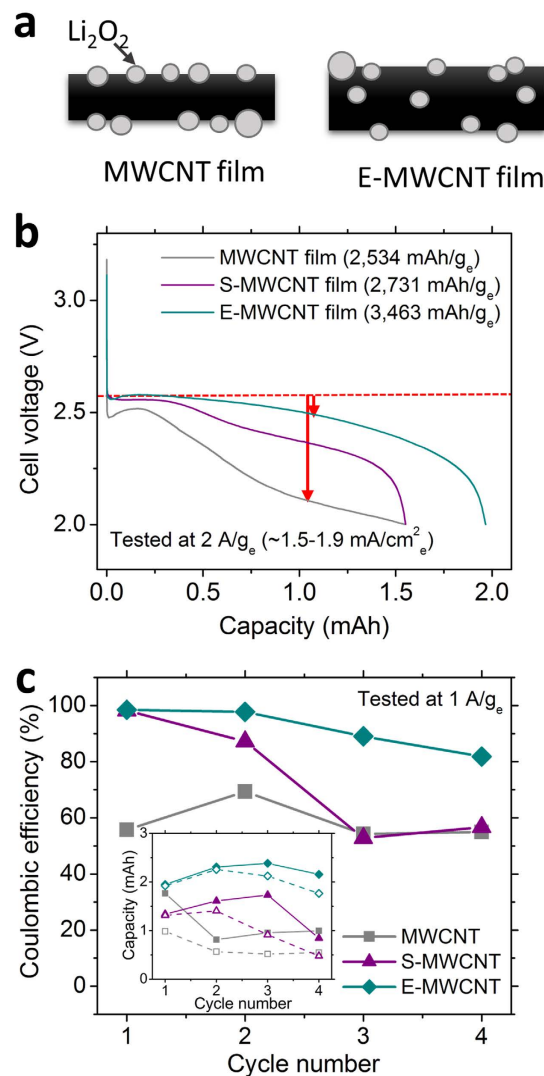 a
Li₂O₂
MWCNT film
E-MWCNT film
b
MWCNT film (2,534 mAh/gₑ)
S-MWCNT film (2,731 mAh/gₑ)
E-MWCNT film (3,463 mAh/gₑ)
3.0
2.5
2.0
Cell voltage (V)
Tested at 2 A/gₑ (~1.5-1.9 mA/cm²ₑ)
0.0 0.5 1.0 1.5 2.0
Capacity (mAh)
c
Tested at 1 A/gₑ
100
80
60
40
20
0
Coulombic efficiency (%)
3
2
1
0
Capacity (mAh)
1 2 3 4
Cycle number
MWCNT
S-MWCNT
E-MWCNT
1 2 3 4
Cycle number